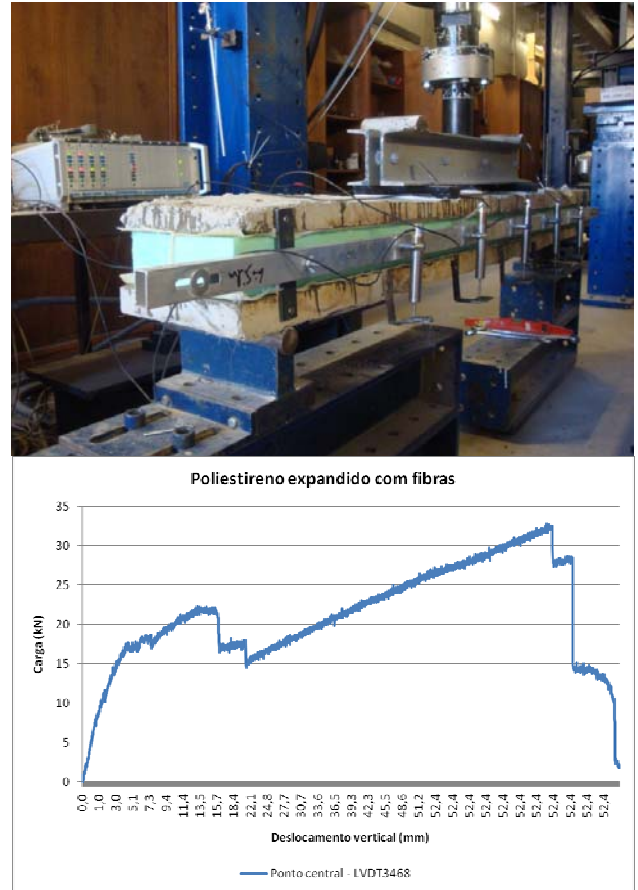 Poliestireno expandido com fibras
Carga (kN)
35
30
25
20
15
10
5
0
0,0 1,0 3,0 5,1 7,3 9,4 11,4 13,5 15,7 18,4 22,1 24,8 27,7 30,7 33,6 36,5 39,3 42,3 45,5 48,6 51,2 52,4 52,4 52,4 52,4 52,4 52,4 52,4 52,4 52,4 52,4 52,4
Deslocamento vertical (mm)
Ponto central - LVDT3468